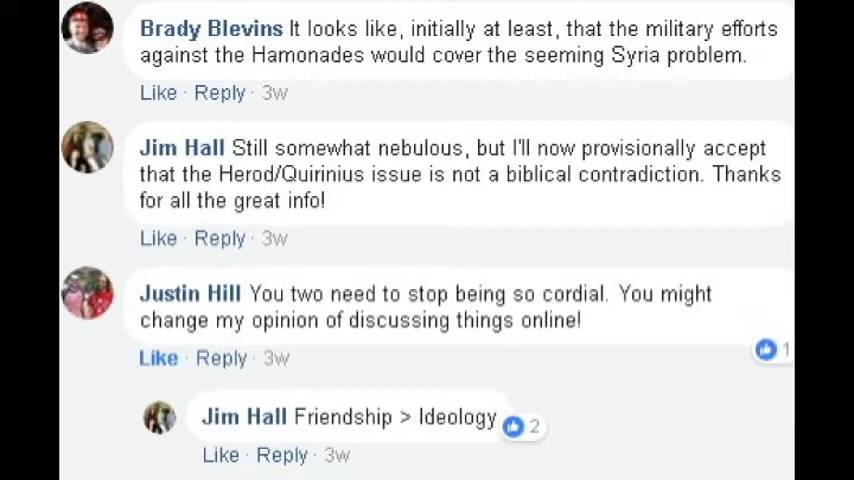 Brady Blevins It looks like, initially at least, that the military efforts
against the Hamonades would cover the seeming Syria problem.
Like · Reply · 3w
Jim Hall Still somewhat nebulous, but I'll now provisionally accept
that the Herod/Quirinius issue is not a biblical contradiction. Thanks
for all the great info!
Like · Reply · 3w
Justin Hill You two need to stop being so cordial. You might
change my opinion of discussing things online!
1
Like · Reply · 3w
Jim Hall Friendship > Ideology
2
Like · Reply · 3w